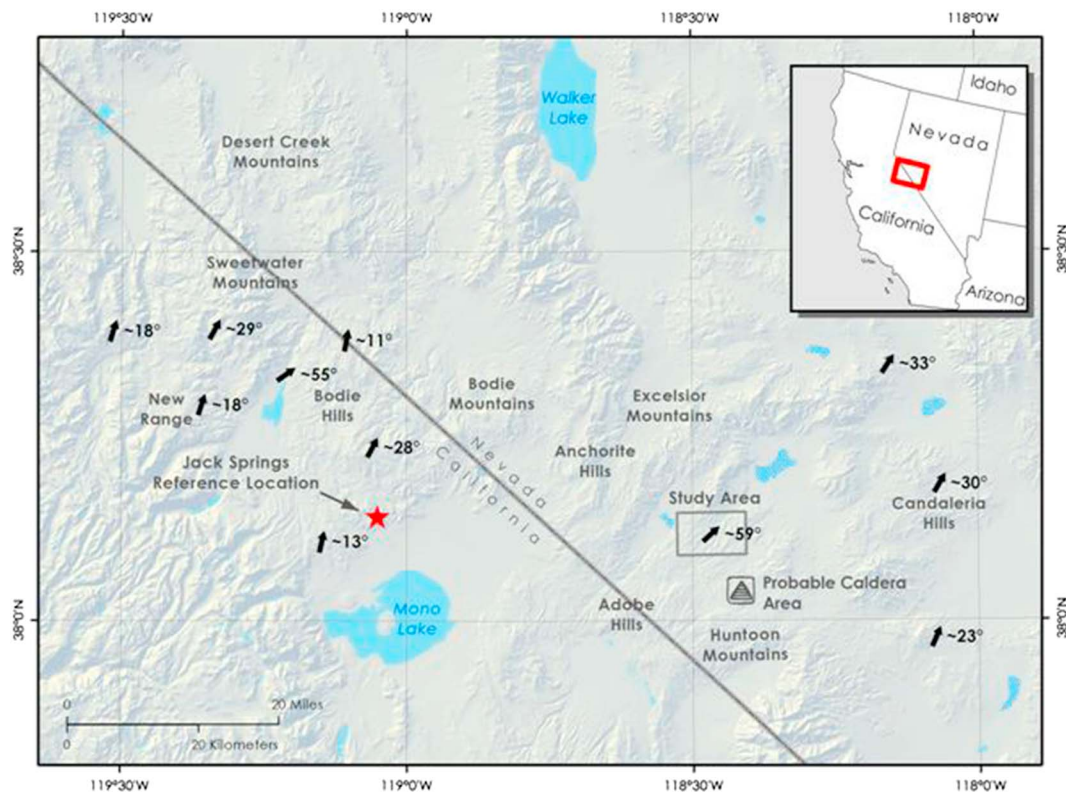 119°30'W
119°0'W
118°30'W
118°0'W
Walker
Lake
Idaho
Nevada
California
Arizona
Desert Creek
Mountains
38°30'N
38°30'N
Sweetwater
Mountains
~18°
~29°
~11°
~55°
~33°
New
Range
~18°
Bodie
Hills
Bodie
Mountains
Excelsior
Mountains
~28°
Nevada
California
Anchorite
Hills
Jack Springs
Reference Location
Study Area
~30°
Candaleria
Hills
~13°
~59°
Probable Caldera
Area
Mono
Lake
Adobe
Hills
38°0'N
38°0'N
Huntoon
Mountains
~23°
0
20 Miles
0
20 Kilometers
119°30'W
119°0'W
118°30'W
118°0'W